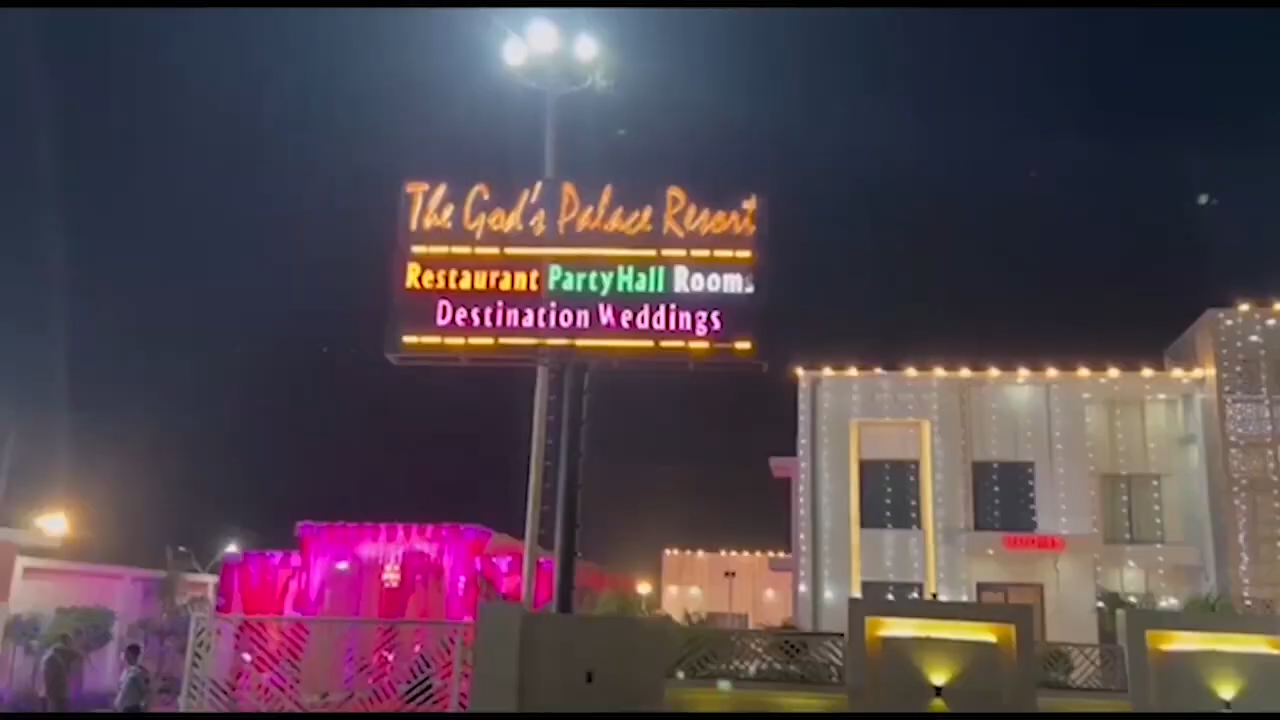 The God's Palace Resort
Restaurant PartyHall Rooms
Destination Weddings